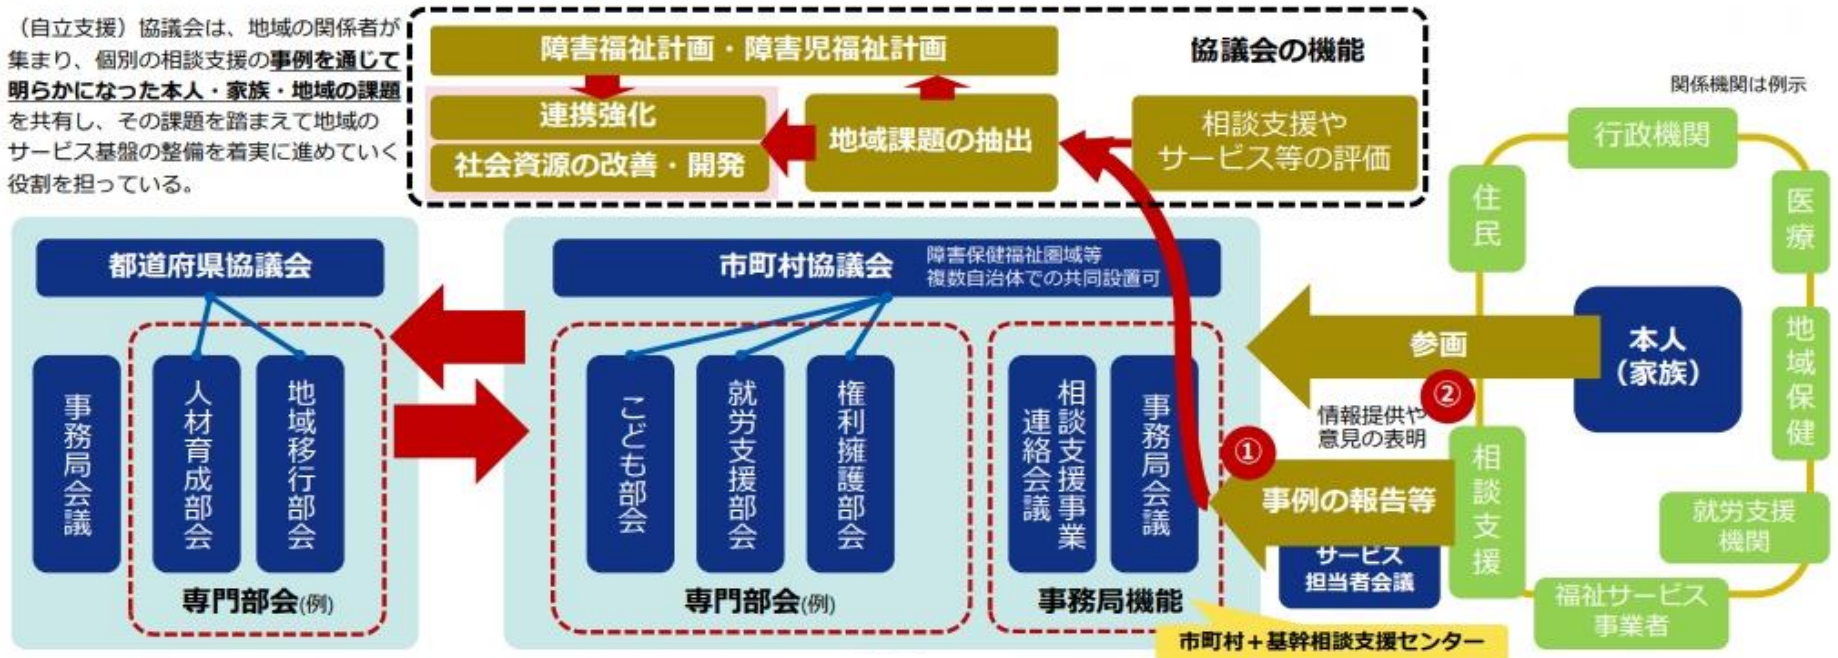 （自立支援）協議会は、地域の関係者が
集まり、個別の相談支援の事例を通じて
明らかになった本人・家族・地域の課題
を共有し、その課題を踏まえて地域の
サービス基盤の整備を着実に進めていく
役割を担っている。
障害福祉計画・障害児福祉計画
協議会の機能
連携強化
社会資源の改善・開発
地域課題の抽出
相談支援や
サービス等の評価
関係機関は例示
行政機関
住民
医療
地域保健
就労支援
機関
福祉サービス
事業者
相談支援
本人
（家族）
参画
②
情報提供や
意見の表明
①
事例の報告等
サービス
担当者会議
都道府県協議会
事務局会議
人材育成部会
地域移行部会
専門部会(例)
市町村協議会
障害保健福祉圏域等
複数自治体での共同設置可
こども部会
就労支援部会
権利擁護部会
専門部会(例)
相談支援事業
連絡会議
事務局会議
事務局機能
市町村＋基幹相談支援センター